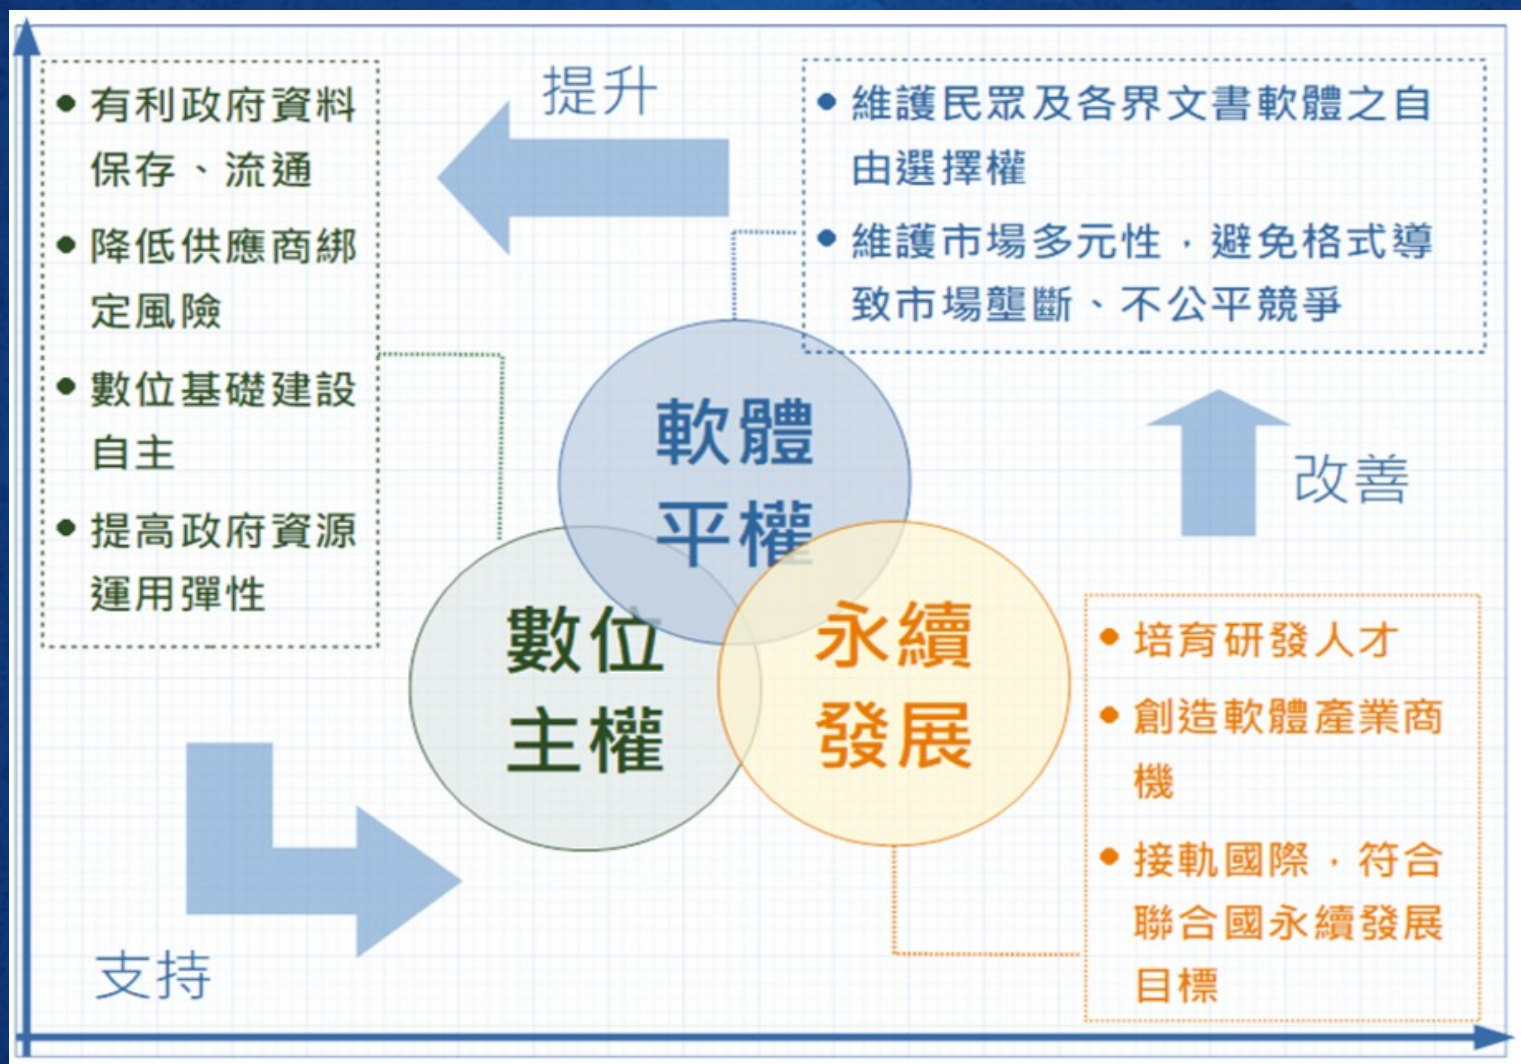 有利政府資料
保存、流通
降低供應商綁
定風險
數位基礎建設
自主
提高政府資源
運用彈性
提升
維護民眾及各界文書軟體之自
由選擇權
維護市場多元性，避免格式導
致市場壟斷、不公平競爭
軟體
平權
數位
主權
永續
發展
改善
培育研發人才
創造軟體產業商
機
接軌國際，符合
聯合國永續發展
目標
支持